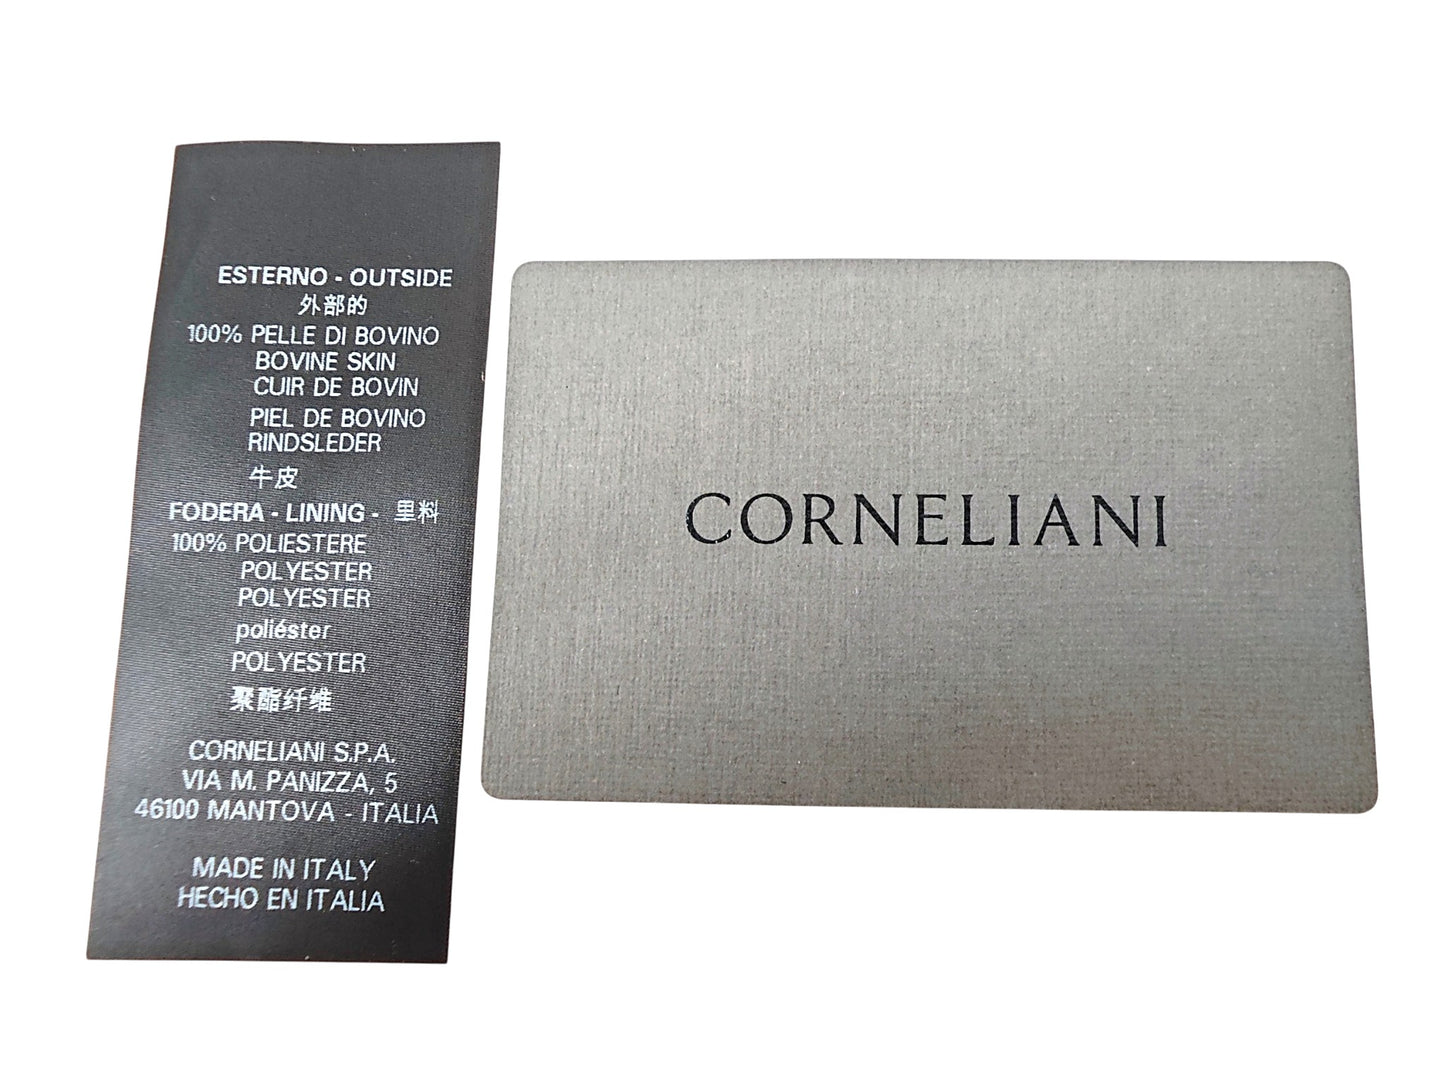 ESTERNO - OUTSIDE
外部的
100% PELLE DI BOVINO
BOVINE SKIN
CUIR DE BOVIN
PIEL DE BOVINO
RINDSLEDER
牛皮
FODERA - LINING - 里料
100% POLIESTERE
POLYESTER
POLYESTER
poliéster
POLYESTER
聚酯纤维
CORNELIANI S.P.A.
VIA M. PANIZZA, 5
46100 MANTOVA - ITALIA
MADE IN ITALY
HECHO EN ITALIA
CORNELIANI